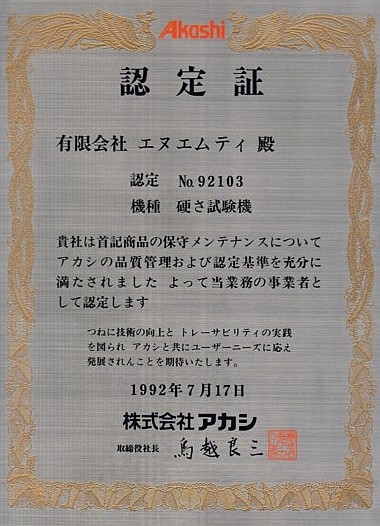 Akashi
認定証
有限会社 エヌエムティ 殿
認定 No.92103
機種 硬さ試験機
貴社は首記商品の保守メンテナンスについて
アカシの品質管理および認定基準を充分に
満たされました よって当業務の事業者と
して認定します
つねに技術の向上と トレーサビリティの実践
を図られ アカシと共にユーザーニーズに応え
発展されんことを期待いたします。
1992年7月17日
株式会社アカシ
取締役社長 鳥越良三